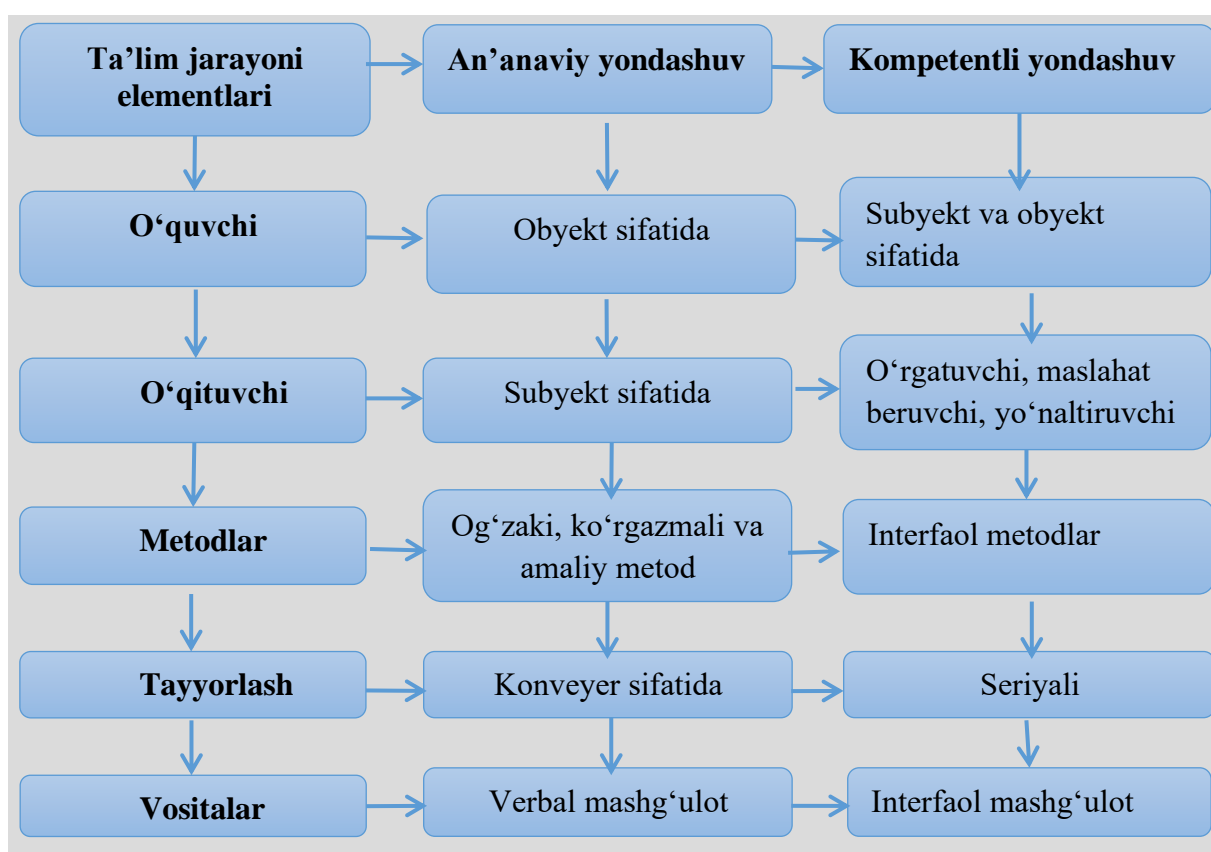 Ta’lim jarayoni
elementlari
An’anaviy yondashuv
Kompetentli yondashuv
O‘quvchi
Obyekt sifatida
Subyekt va obyekt
sifatida
O‘qituvchi
Subyekt sifatida
O‘rgatuvchi, maslahat
beruvchi, yo‘naltiruvchi
Metodlar
Og‘zaki, ko‘rgazmali va
amaliy metod
Interfaol metodlar
Tayyorlash
Konveyer sifatida
Seriyali
Vositalar
Verbal mashg‘ulot
Interfaol mashg‘ulot